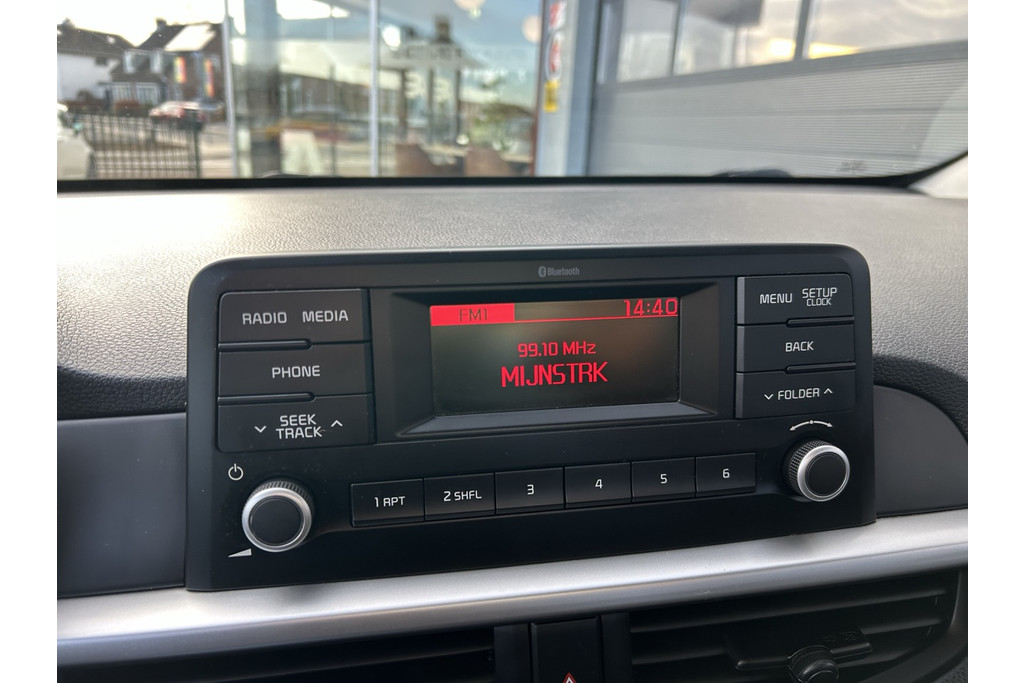 Bluetooth
RADIO MEDIA
FM1 14:40
MENU SETUP
CLOCK
99.10 MHz
MIJNSTRK
BACK
PHONE
FOLDER
SEEK
TRACK
1 RPT 2 SHFL 3 4 5 6